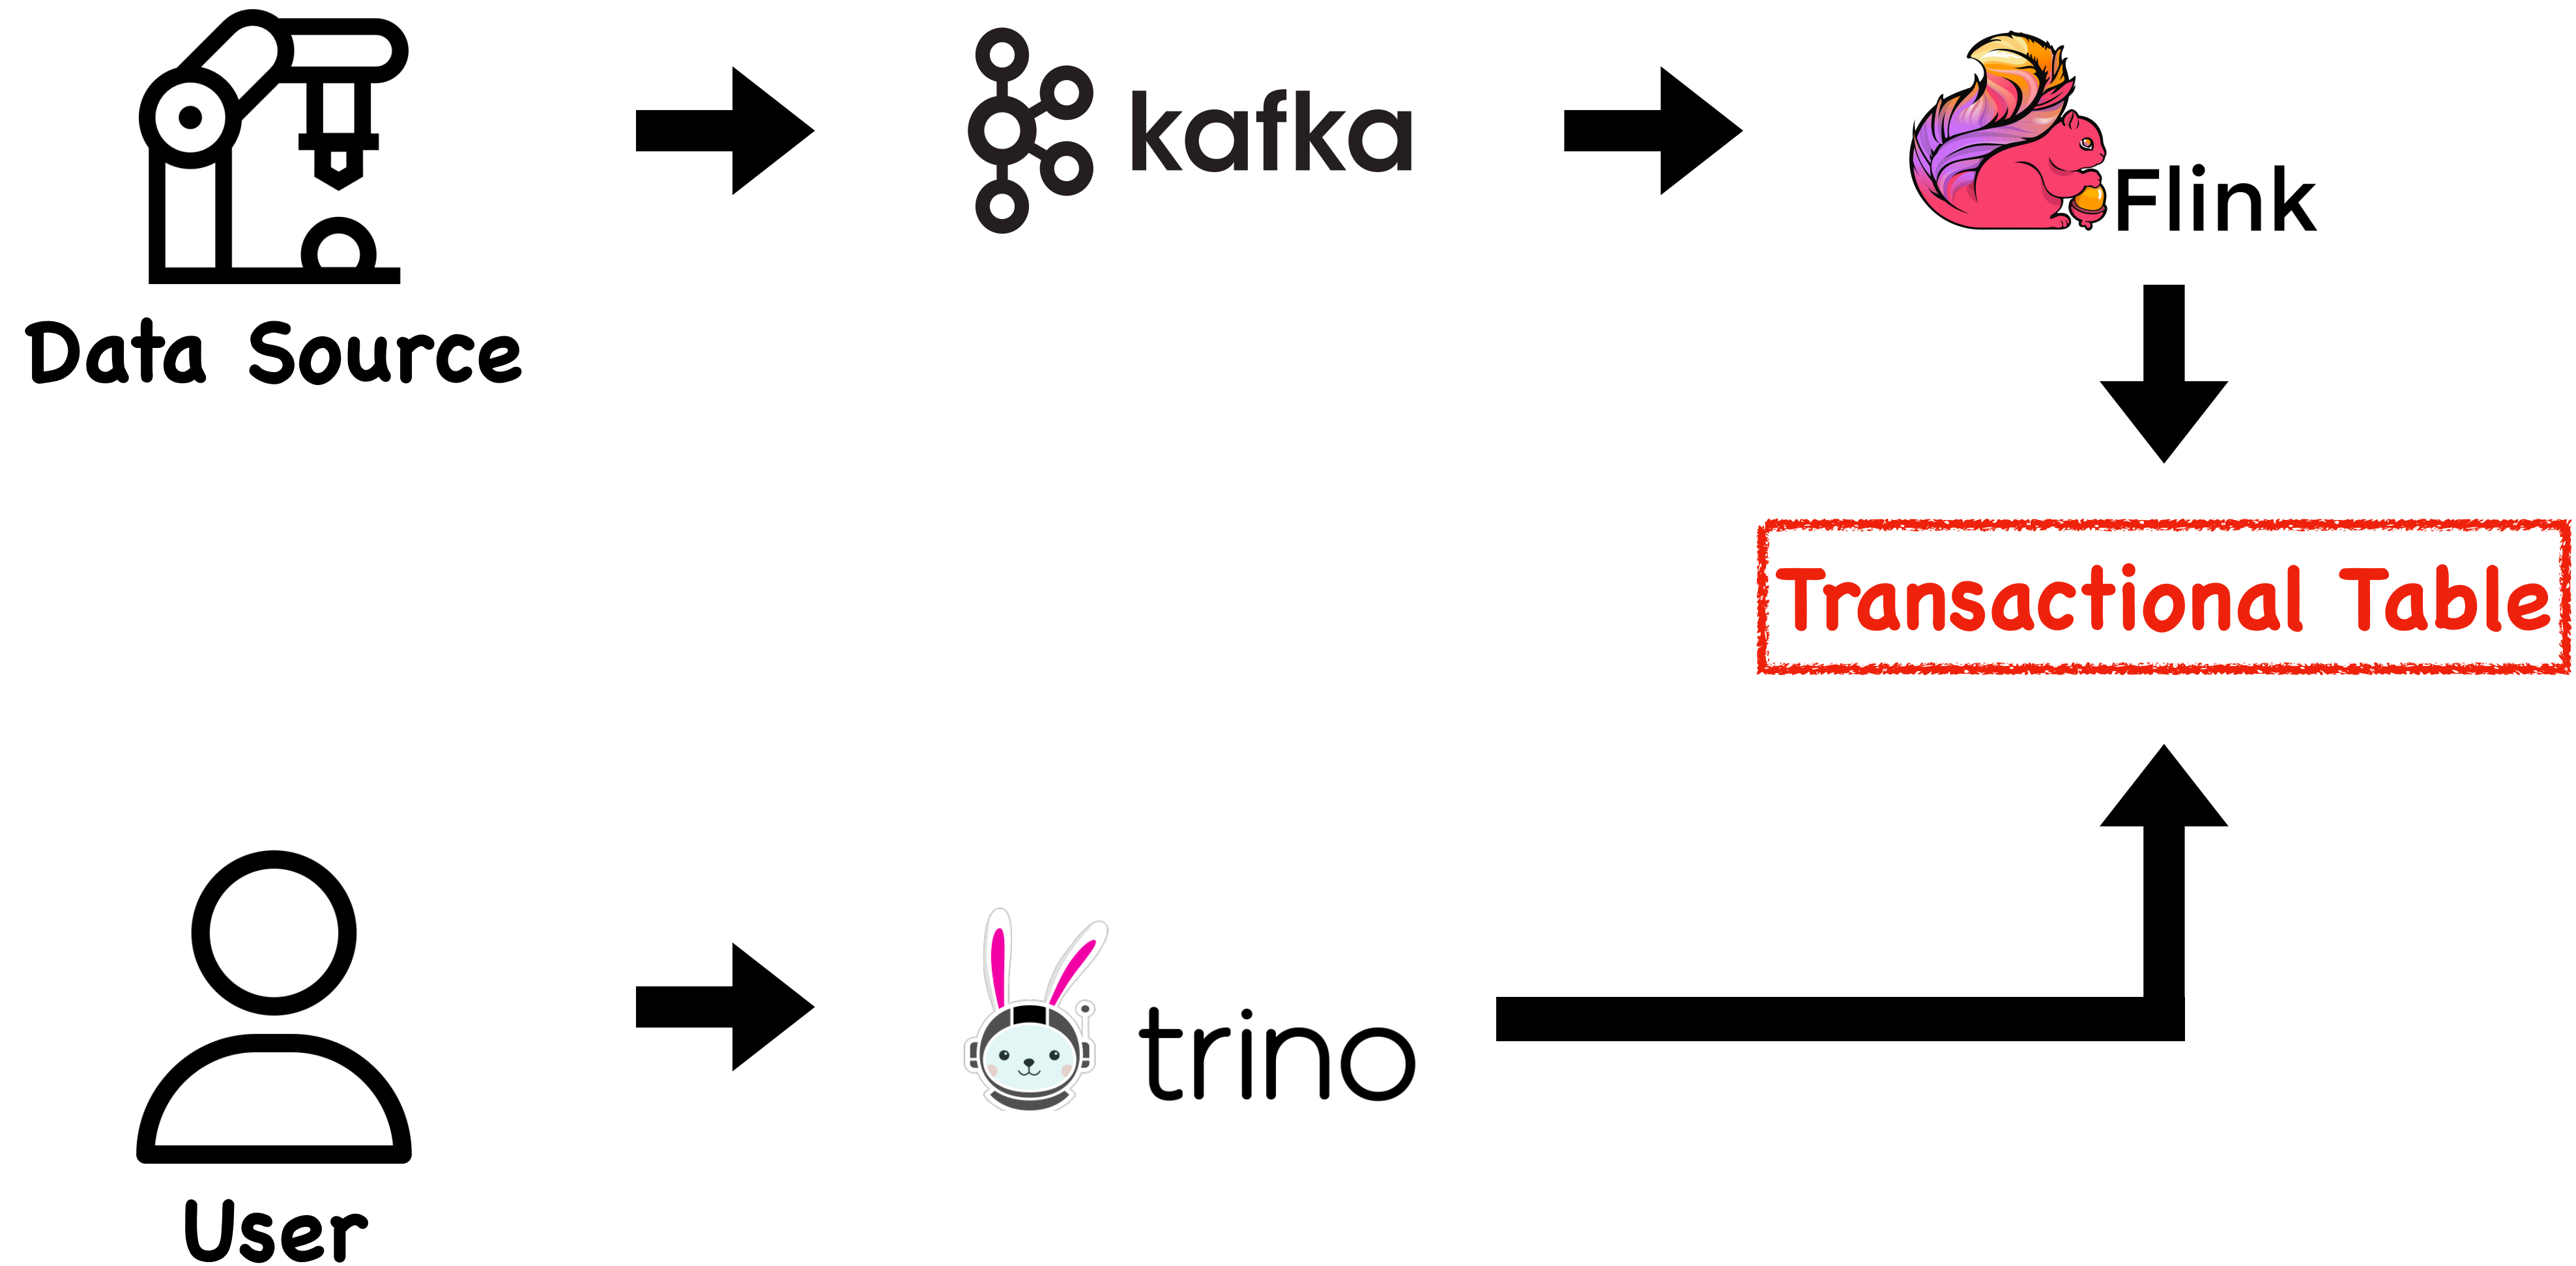 kafka
Flink
Data Source
Transactional Table
trino
User